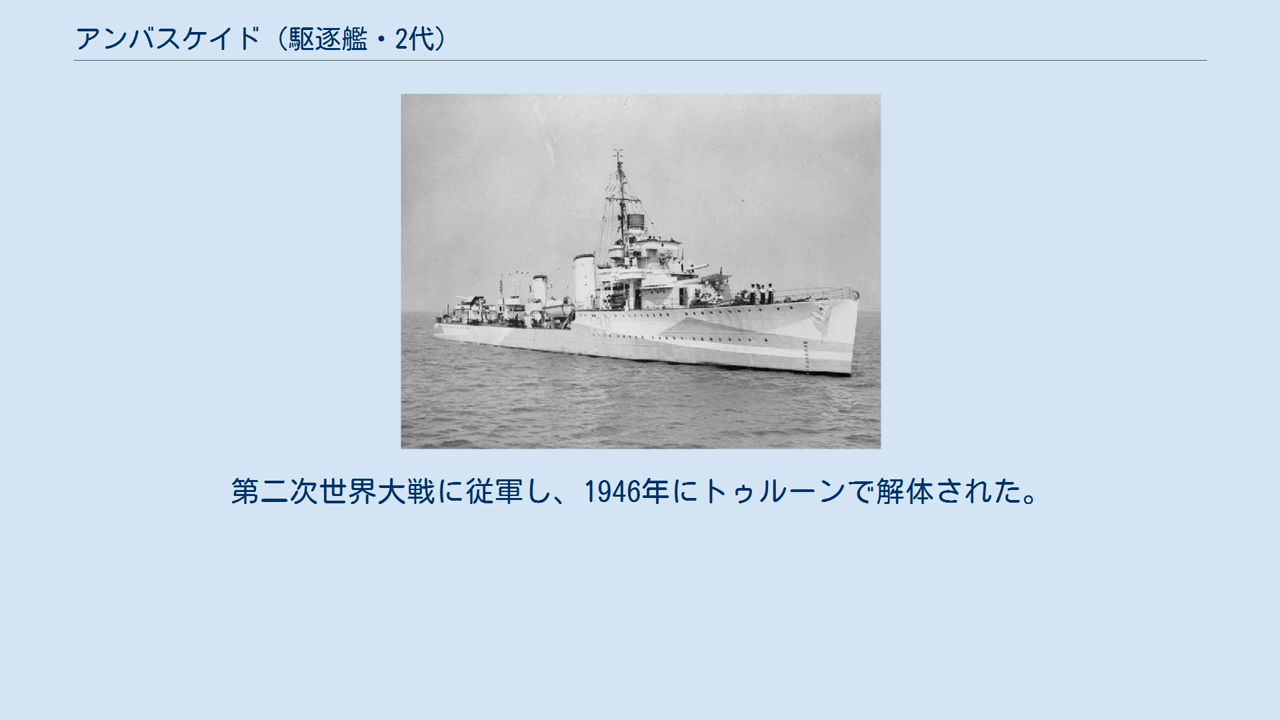 アンバスケイド（駆逐艦・2代）
第二次世界大戦に従軍し、1946年にトゥルーンで解体された。